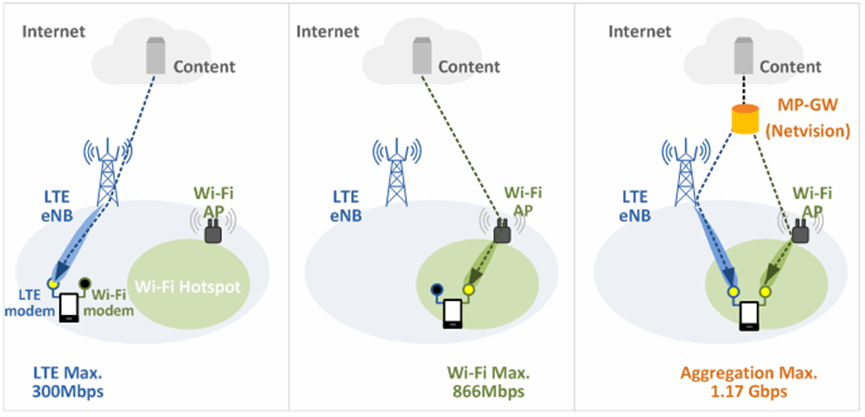 Internet
Content
LTE
eNB
Wi-Fi
AP
Wi-Fi Hotspot
LTE
modem
Wi-Fi
modem
LTE Max.
300Mbps
Internet
Content
LTE
eNB
Wi-Fi
AP
Wi-Fi Max.
866Mbps
Internet
Content
MP-GW
(Netvision)
LTE
eNB
Wi-Fi
AP
Aggregation Max.
1.17 Gbps